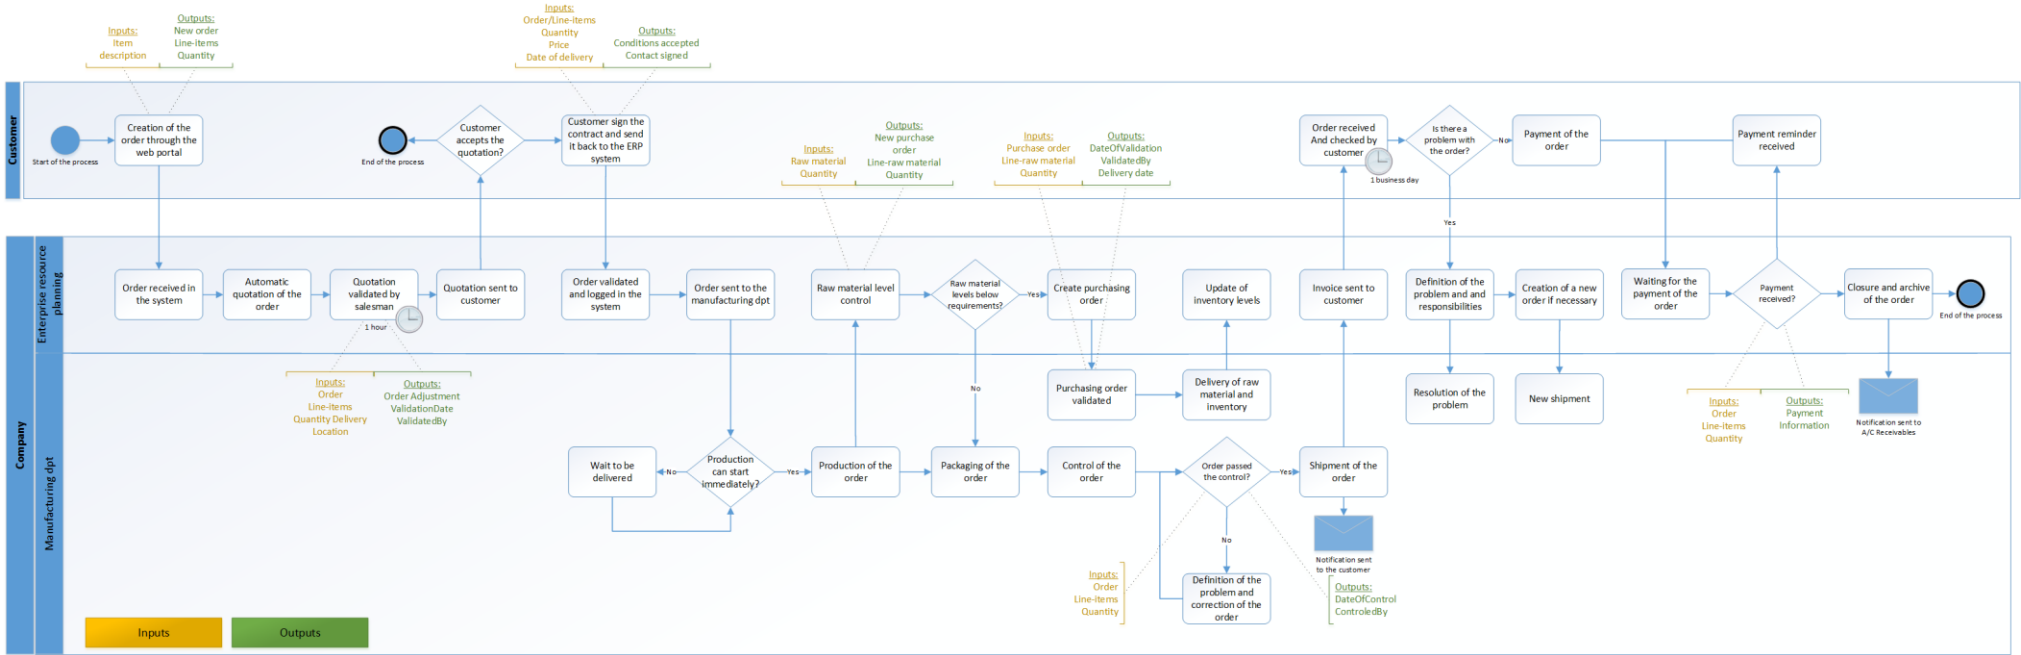 Inputs:
Item
description
Outputs:
New order
Line-items
Quantity
Inputs:
Order/Line-items
Quantity
Price
Date of delivery
Outputs:
Conditions accepted
Contact signed
Customer
Start of the process
Creation of the
order through the
web portal
End of the process
Customer
accepts the
quotation?
Customer sign the
contract and send
it back to the ERP
system
Inputs:
Raw material
Quantity
Outputs:
New purchase
order
Line-raw material
Quantity
Inputs:
Purchase order
Line-raw material
Quantity
Outputs:
DateOfValidation
ValidatedBy
Delivery date
Order received
And checked by
customer
1 business day
Is there a
problem with
the order?
No
Yes
Payment of the
order
Payment reminder
received
Company
Enterprise resource
planning
Order received in
the system
Automatic
quotation of the
order
Quotation
validated by
salesman
1 hour
Quotation sent to
customer
Order validated
and logged in the
system
Order sent to the
manufacturing dpt
Raw material level
control
Raw material
levels below
requirements?
Yes
No
Create purchasing
order
Update of
inventory levels
Invoice sent to
customer
Definition of the
problem and and
responsibilities
Creation of a new
order if necessary
Waiting for the
payment of the
order
Payment
received?
Closure and archive
of the order
End of the process
Manufacturing dpt
Inputs:
Order
Line-items
Quantity Delivery
Location
Outputs:
Order Adjustment
ValidationDate
ValidatedBy
Purchasing order
validated
Delivery of raw
material and
inventory
Resolution of the
problem
New shipment
Inputs:
Order
Line-items
Quantity
Outputs:
Payment
Information
Notification sent to
A/C Receivables
Wait to be
delivered
No
Production
can start
immediately?
Yes
Production of the
order
Packaging of the
order
Control of the
order
Order passed
the control?
Yes
No
Shipment of the
order
Notification sent
to the customer
Inputs:
Order
Line-items
Quantity
Definition of the
problem and
correction of the
order
Outputs:
DateOfControl
ControledBy
Inputs
Outputs